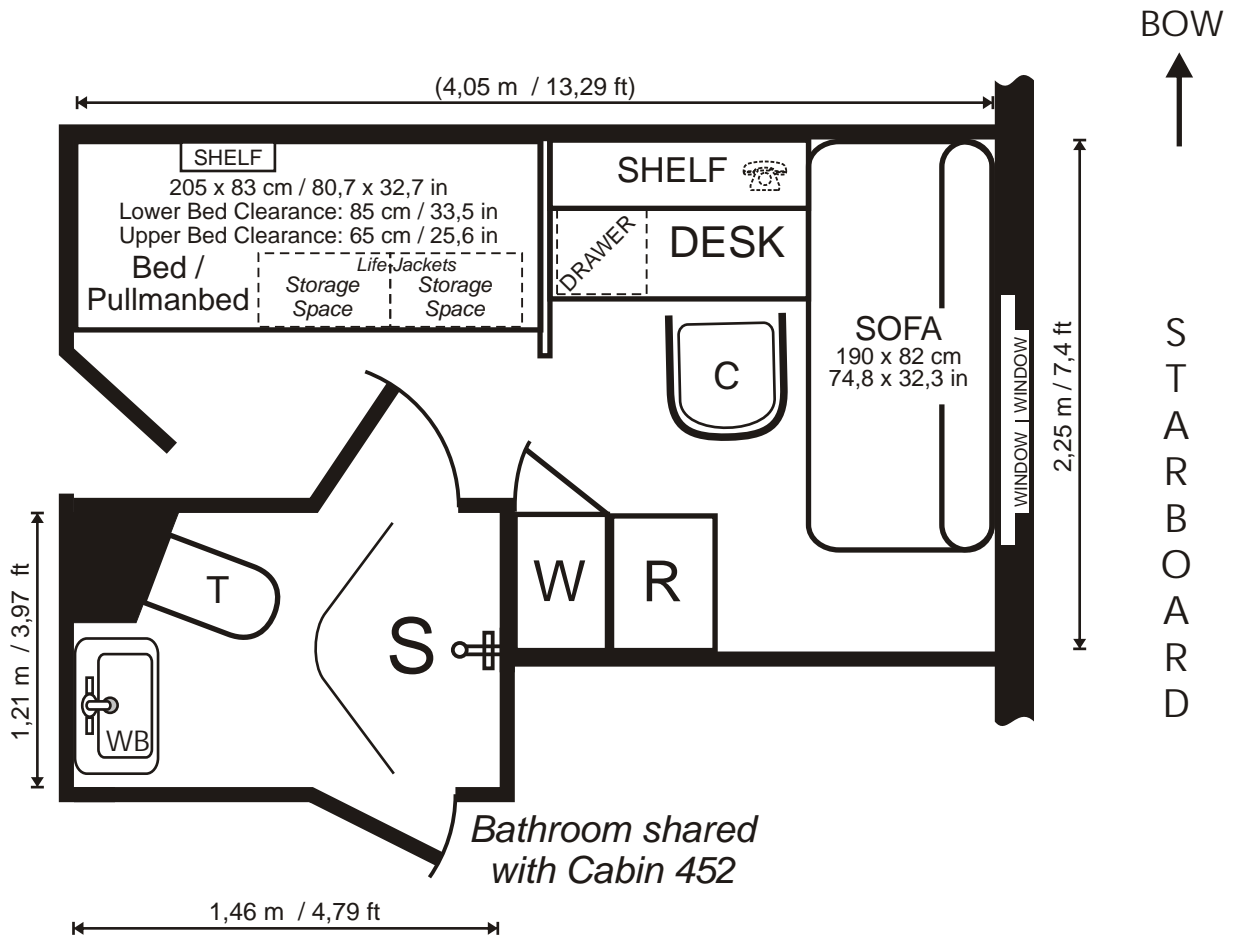 BOW
(4,05 m / 13,29 ft)
SHELF
205 x 83 cm / 80,7 x 32,7 in
Lower Bed Clearance: 85 cm / 33,5 in
Upper Bed Clearance: 65 cm / 25,6 in
Bed /
Pullmanbed
Life-Jackets
Storage
Space
Storage
Space
SHELF
DRAWER
DESK
C
SOFA
190 x 82 cm
74,8 x 32,3 in
WINDOW
WINDOW
2,25 m / 7,4 ft
STARBOARD
1,21 m / 3,97 ft
T
WB
S
W
R
Bathroom shared
with Cabin 452
1,46 m / 4,79 ft